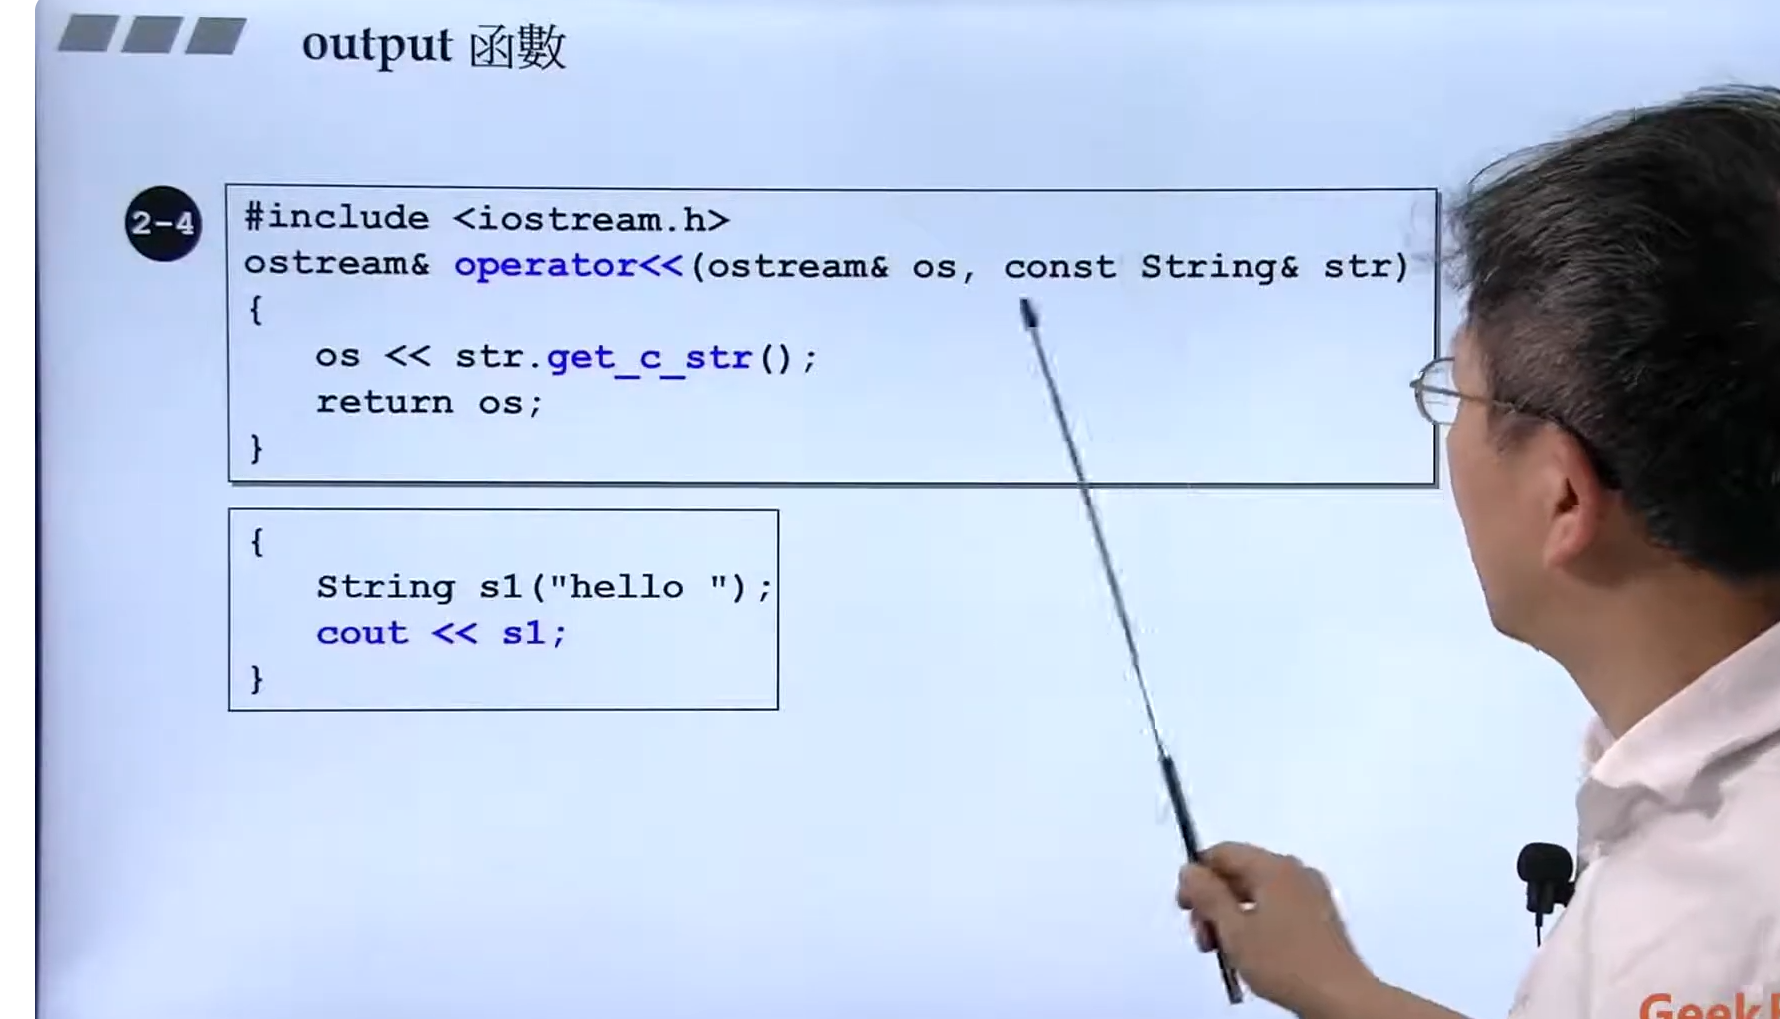 output 函數
2-4
#include <iostream.h>
ostream& operator<<(ostream& os, const String& str)
{
os << str.get_c_str();
return os;
}
{
String s1("hello ");
cout << s1;
}
Geek